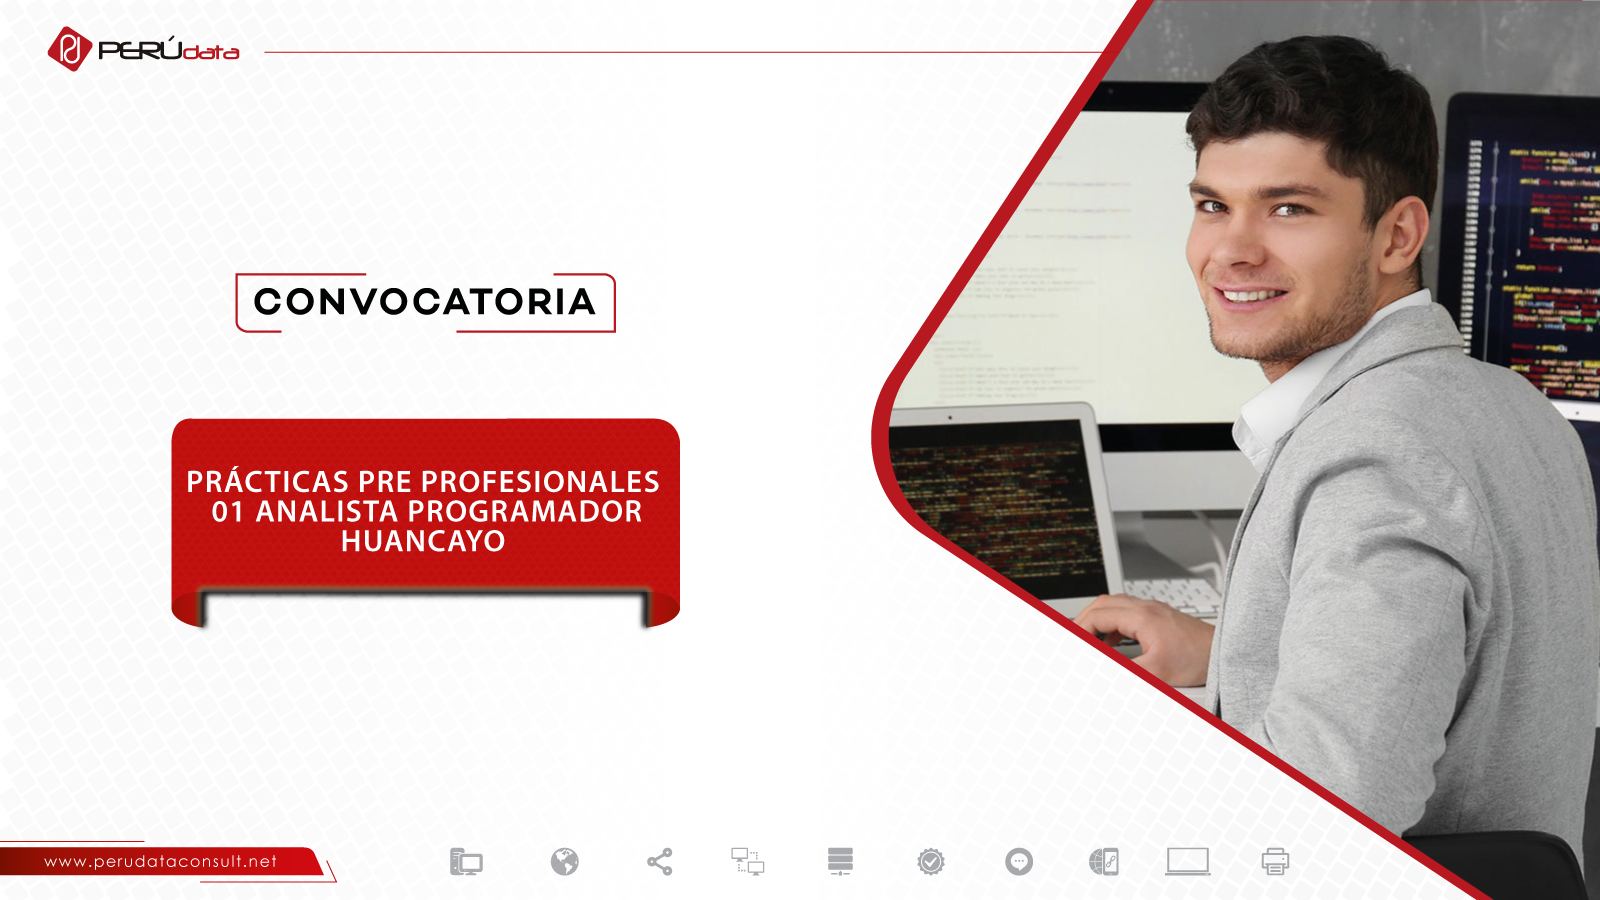 PERÚdata
CONVOCATORIA
PRÁCTICAS PRE PROFESIONALES
01 ANALISTA PROGRAMADOR
HUANCAYO
www.perudataconsult.net